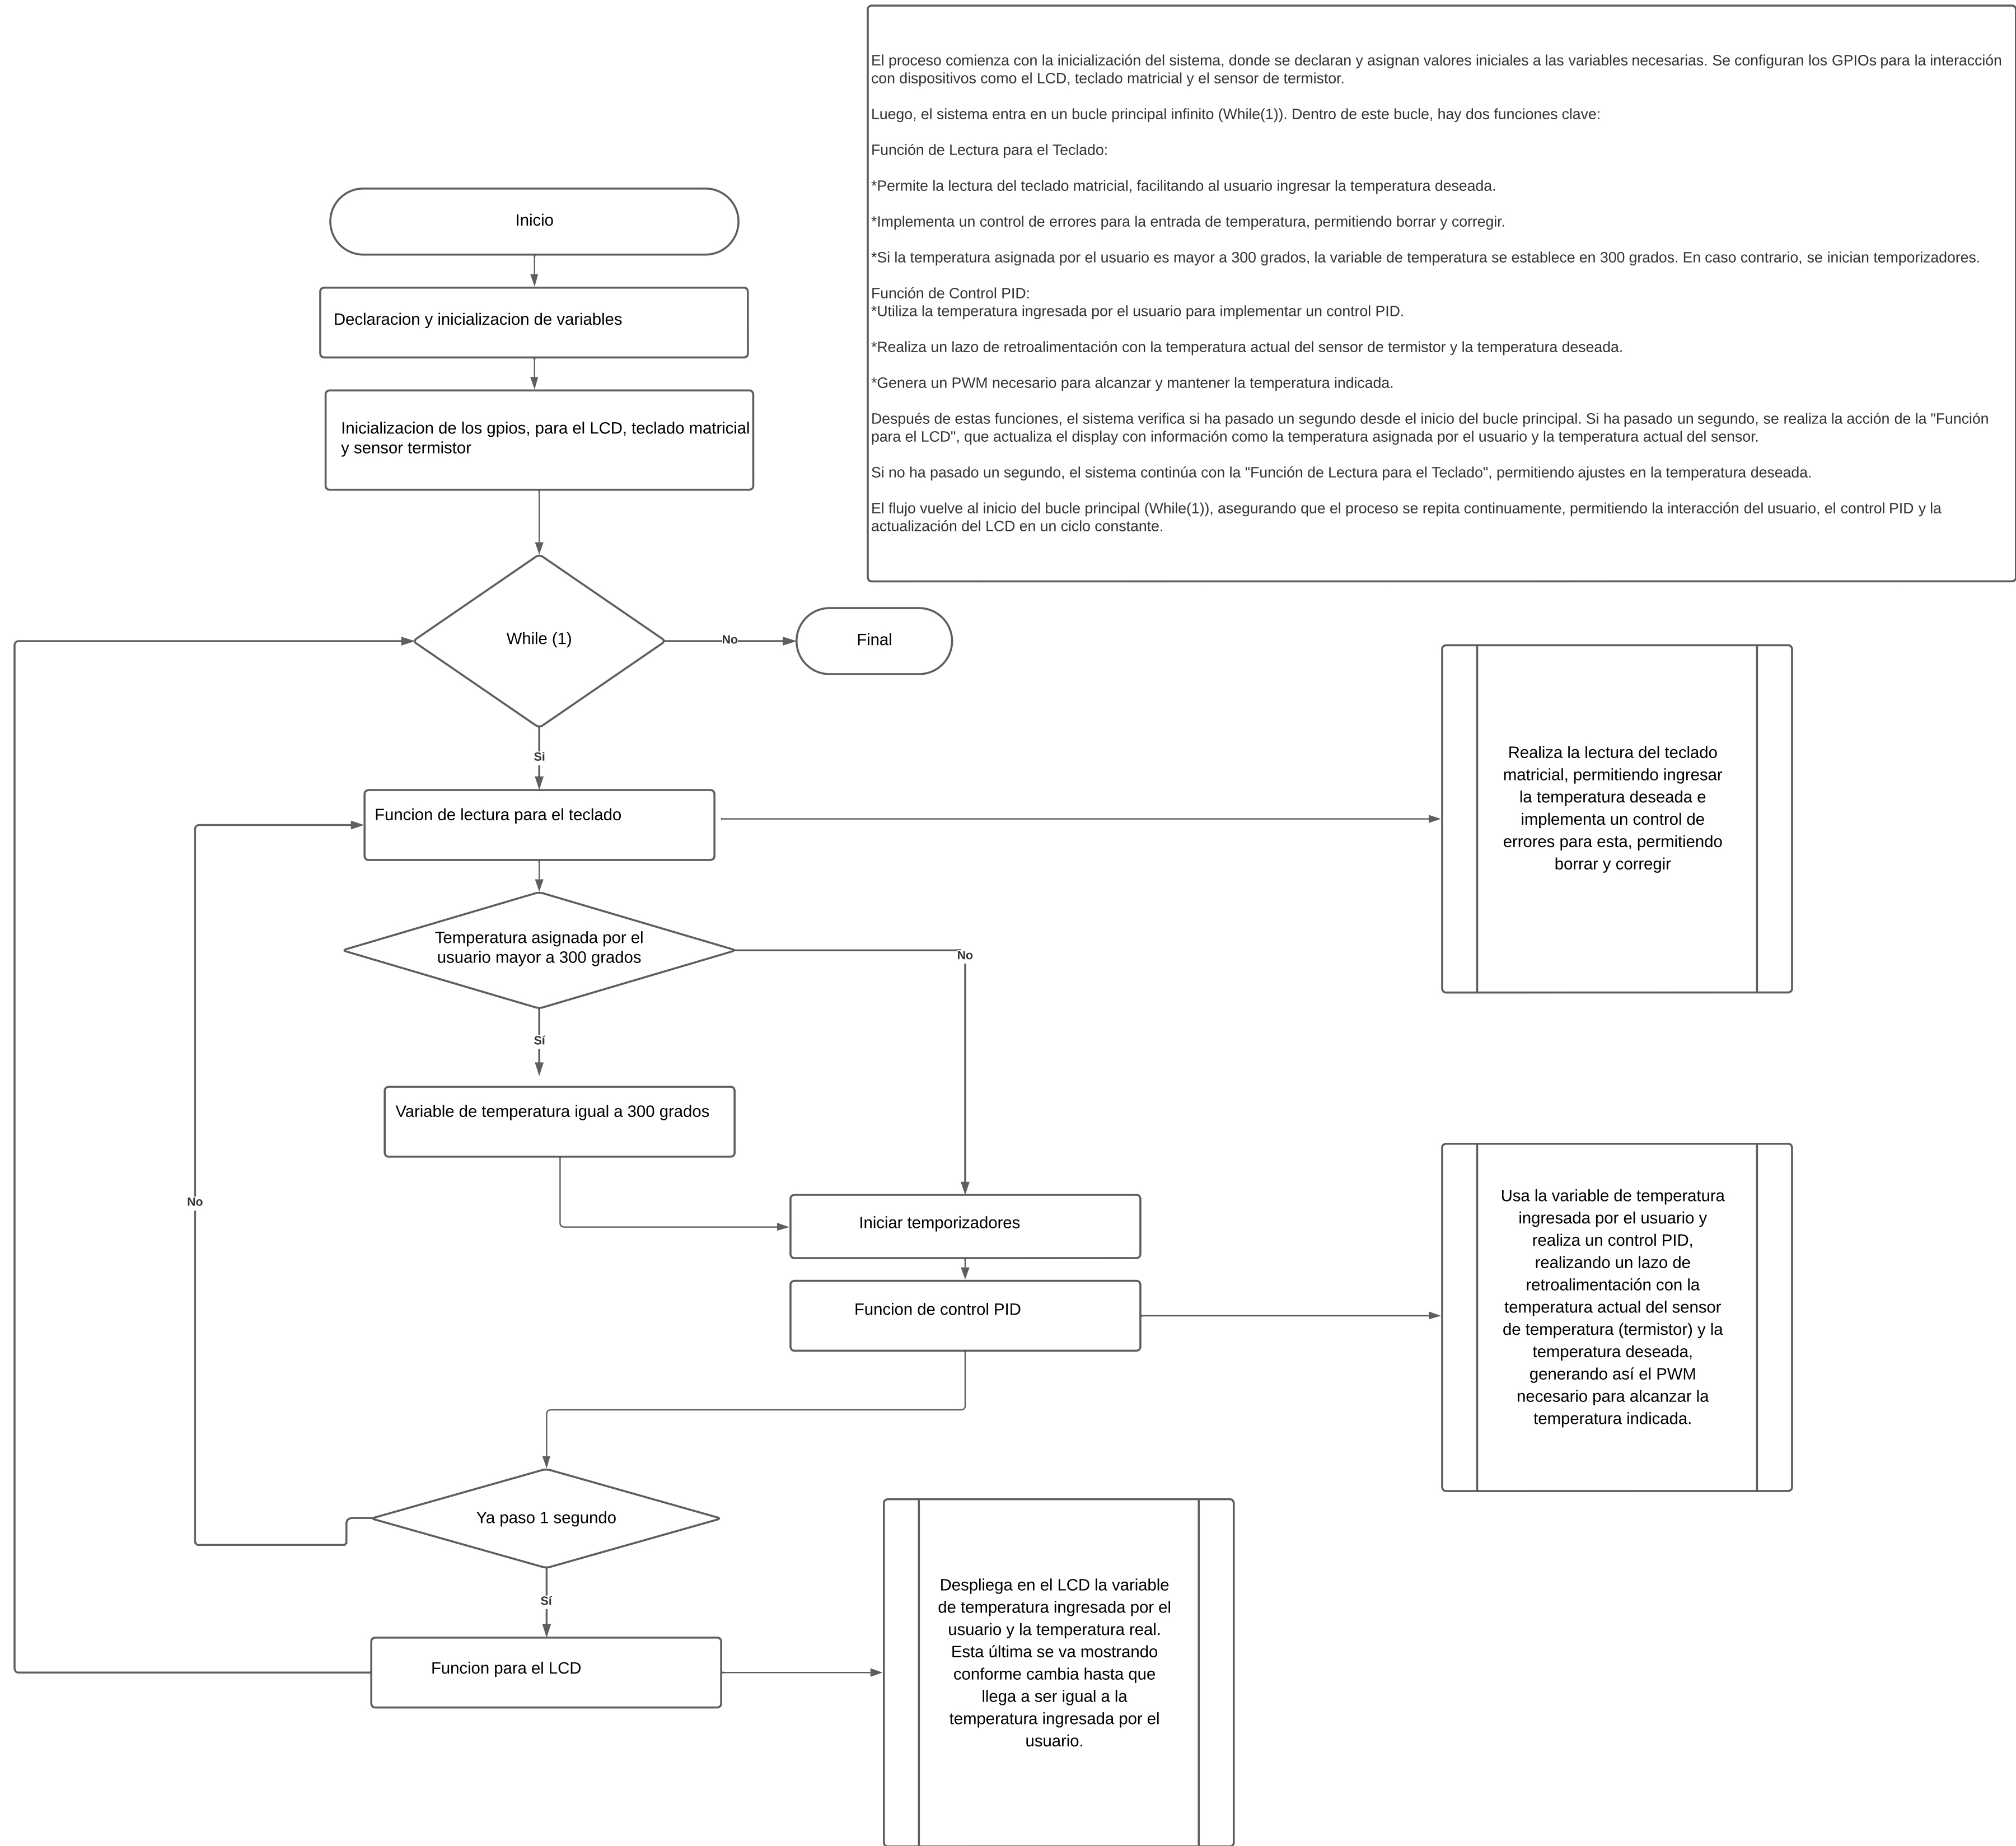 El proceso comienza con la inicialización del sistema, donde se declaran y asignan valores iniciales a las variables necesarias. Se configuran los GPIOs para la interacción
con dispositivos como el LCD, teclado matricial y el sensor de termistor.
Luego, el sistema entra en un bucle principal infinito (While(1)). Dentro de este bucle, hay dos funciones clave:
Función de Lectura para el Teclado:
*Permite la lectura del teclado matricial, facilitando al usuario ingresar la temperatura deseada.
*Implementa un control de errores para la entrada de temperatura, permitiendo borrar y corregir.
*Si la temperatura asignada por el usuario es mayor a 300 grados, la variable de temperatura se establece en 300 grados. En caso contrario, se inician temporizadores.
Función de Control PID:
*Utiliza la temperatura ingresada por el usuario para implementar un control PID.
*Realiza un lazo de retroalimentación con la temperatura actual del sensor de termistor y la temperatura deseada.
*Genera un PWM necesario para alcanzar y mantener la temperatura indicada.
Después de estas funciones, el sistema verifica si ha pasado un segundo desde el inicio del bucle principal. Si ha pasado un segundo, se realiza la acción de la "Función
para el LCD", que actualiza el display con información como la temperatura asignada por el usuario y la temperatura actual del sensor.
Si no ha pasado un segundo, el sistema continúa con la "Función de Lectura para el Teclado", permitiendo ajustes en la temperatura deseada.
El flujo vuelve al inicio del bucle principal (While(1)), asegurando que el proceso se repita continuamente, permitiendo la interacción del usuario, el control PID y la
actualización del LCD en un ciclo constante.
Inicio
Declaracion y inicializacion de variables
Inicializacion de los gpios, para el LCD, teclado matricial
y sensor termistor
While (1)
No
Final
Si
Funcion de lectura para el teclado
Realiza la lectura del teclado
matricial, permitiendo ingresar
la temperatura deseada e
implementa un control de
errores para esta, permitiendo
borrar y corregir
Temperatura asignada por el
usuario mayor a 300 grados
No
Sí
Variable de temperatura igual a 300 grados
No
Iniciar temporizadores
Funcion de control PID
Usa la variable de temperatura
ingresada por el usuario y
realiza un control PID,
realizando un lazo de
retroalimentación con la
temperatura actual del sensor
de temperatura (termistor) y la
temperatura deseada,
generando así el PWM
necesario para alcanzar la
temperatura indicada.
Ya paso 1 segundo
Sí
Funcion para el LCD
Despliega en el LCD la variable
de temperatura ingresada por el
usuario y la temperatura real.
Esta última se va mostrando
conforme cambia hasta que
llega a ser igual a la
temperatura ingresada por el
usuario.